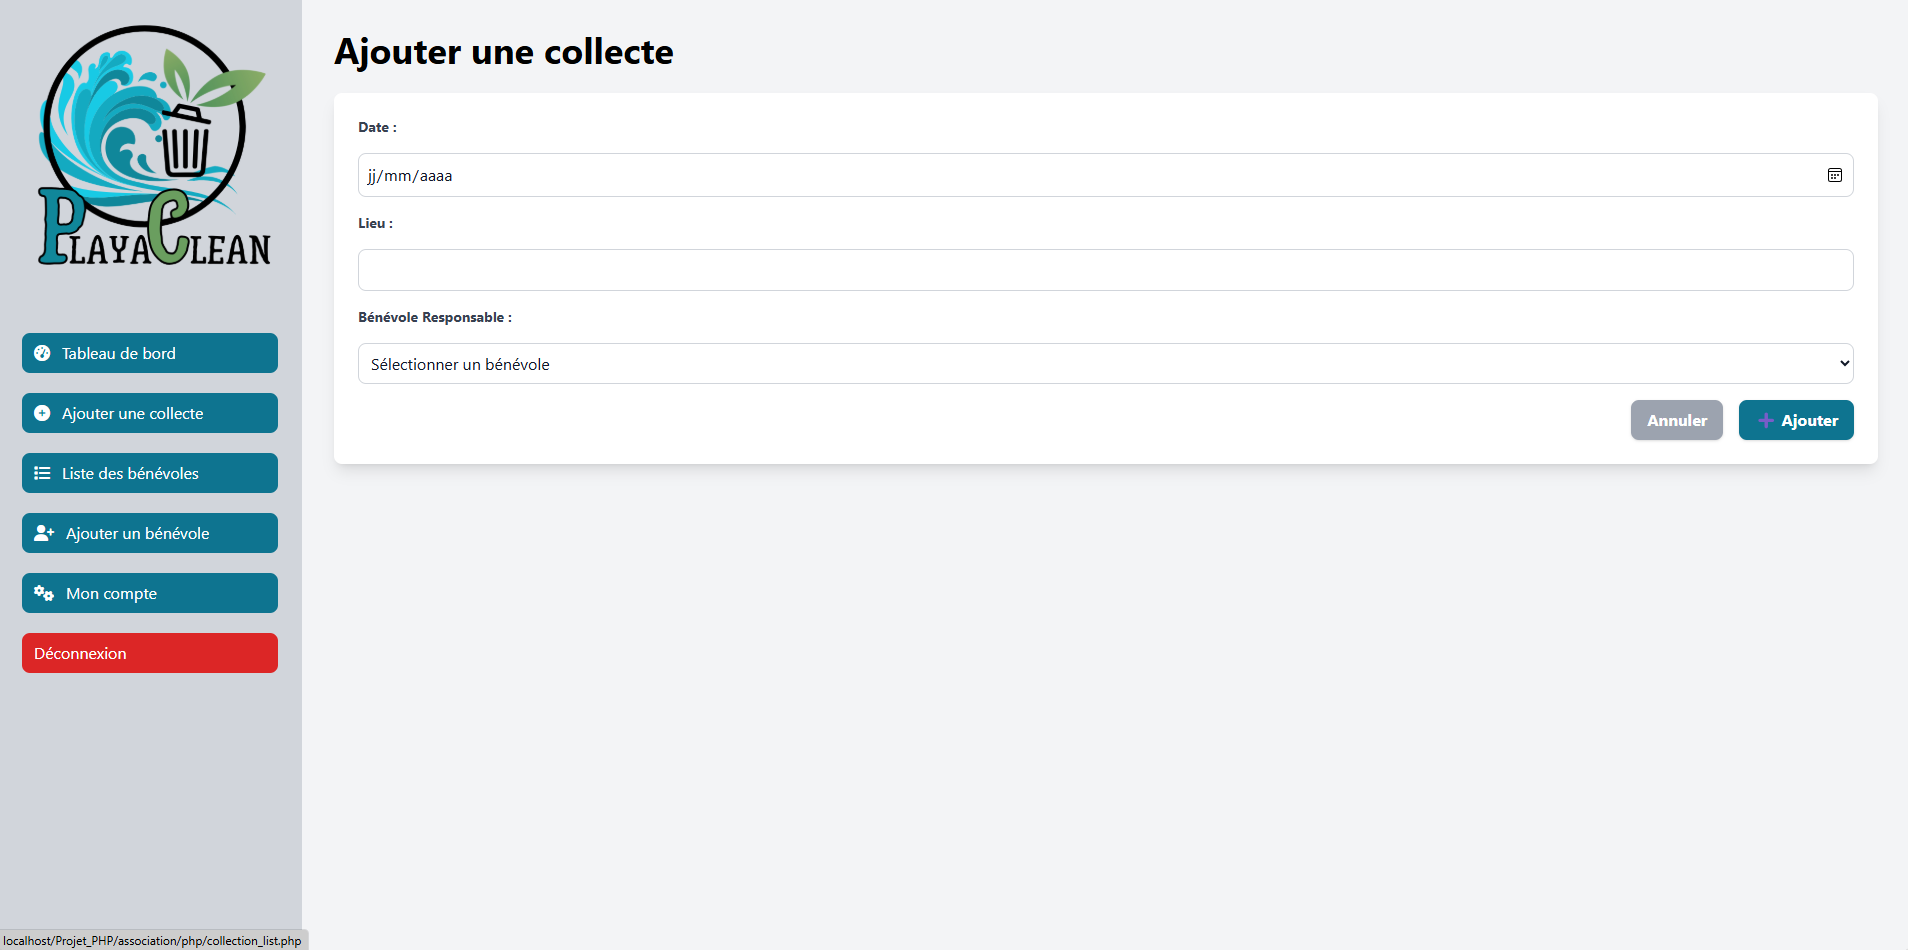 PLAYACLEAN
Tableau de bord
Ajouter une collecte
Liste des bénévoles
Ajouter un bénévole
Mon compte
Déconnexion
Ajouter une collecte
Date :
jj/mm/aaaa
Lieu :
Bénévole Responsable :
Sélectionner un bénévole
Annuler
Ajouter
localhost/Projet_PHP/association/php/collection_list.php